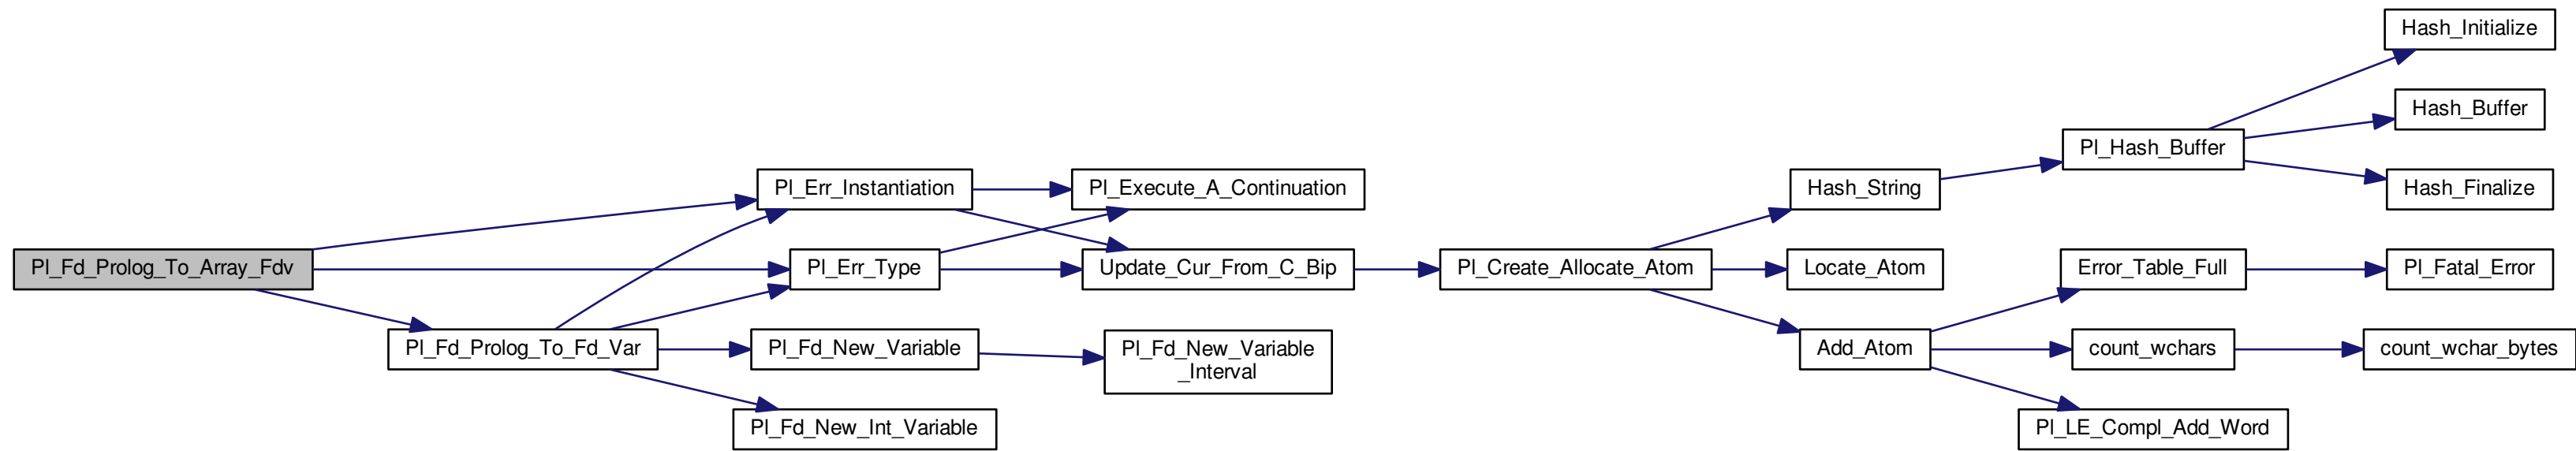 Pl_Fd_Prolog_To_Array_Fdv
Pl_Err_Instantiation
Pl_Err_Type
Pl_Fd_Prolog_To_Fd_Var
Pl_Fd_New_Variable
Pl_Fd_New_Int_Variable
Pl_Execute_A_Continuation
Update_Cur_From_C_Bip
Pl_Fd_New_Variable
_Interval
Pl_Create_Allocate_Atom
Hash_String
Locate_Atom
Add_Atom
Pl_Hash_Buffer
Error_Table_Full
count_wchars
Pl_LE_Compl_Add_Word
Hash_Initialize
Hash_Buffer
Hash_Finalize
Pl_Fatal_Error
count_wchar_bytes